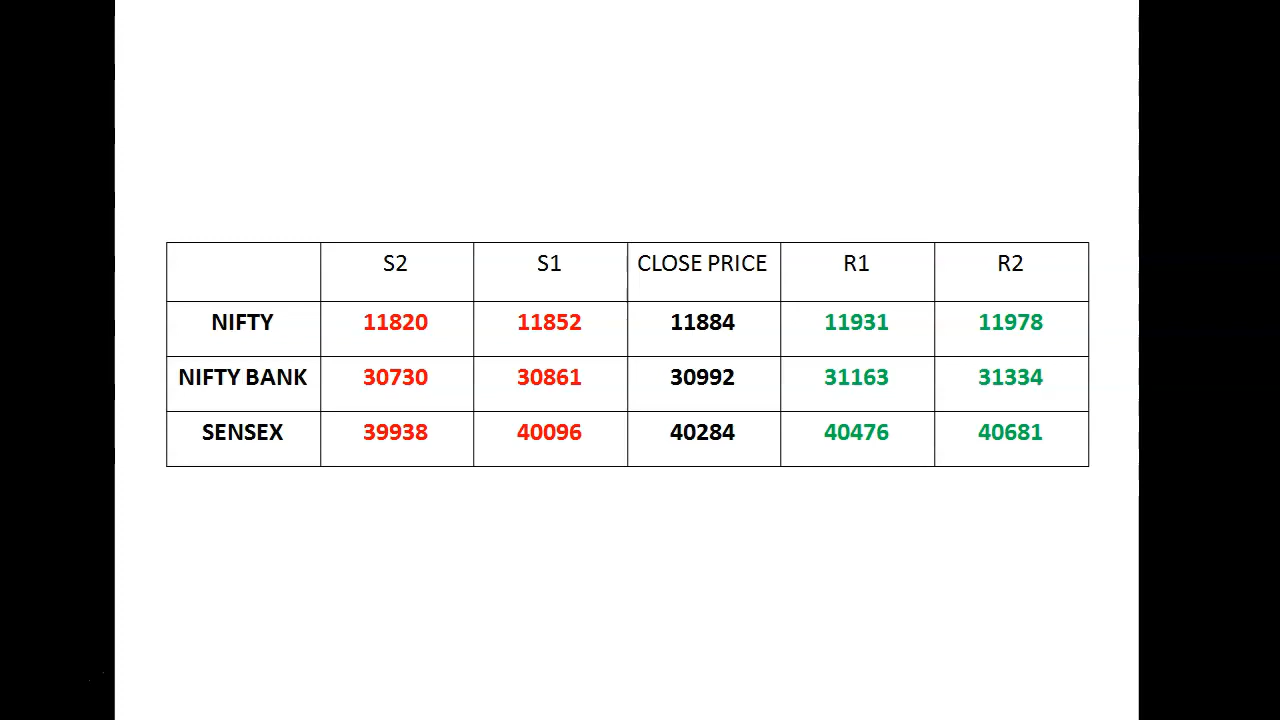 S2 S1 CLOSE PRICE R1 R2
NIFTY 11820 11852 11884 11931 11978
NIFTY BANK 30730 30861 30992 31163 31334
SENSEX 39938 40096 40284 40476 40681